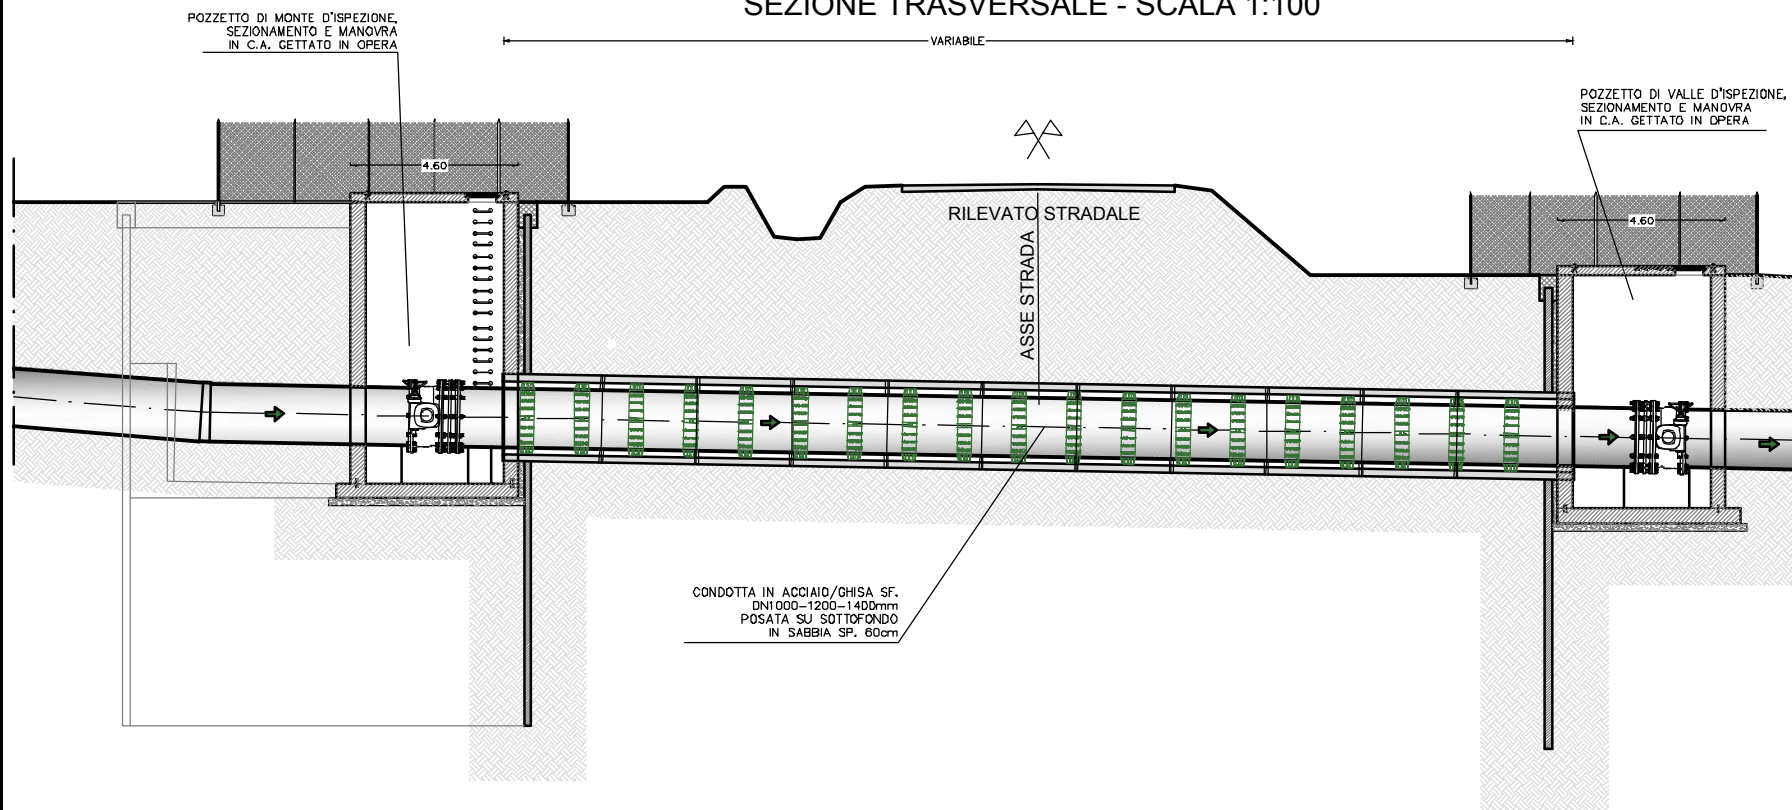 SEZIONE TRASVERSALE - SCALA 1:100
POZZETTO DI MONTE D'ISPEZIONE,
SEZIONAMENTO E MANOVRA
IN C.A. GETTATO IN OPERA
VARIABILE
POZZETTO DI VALLE D'ISPEZIONE,
SEZIONAMENTO E MANOVRA
IN C.A. GETTATO IN OPERA
4.60
4.60
RILEVATO STRADALE
ASSE STRADA
CONDOTTA IN ACCIAIO/GHISA SF.
DN1000-1200-1400mm
POSATA SU SOTTOFONDO
IN SABBIA SP. 60cm